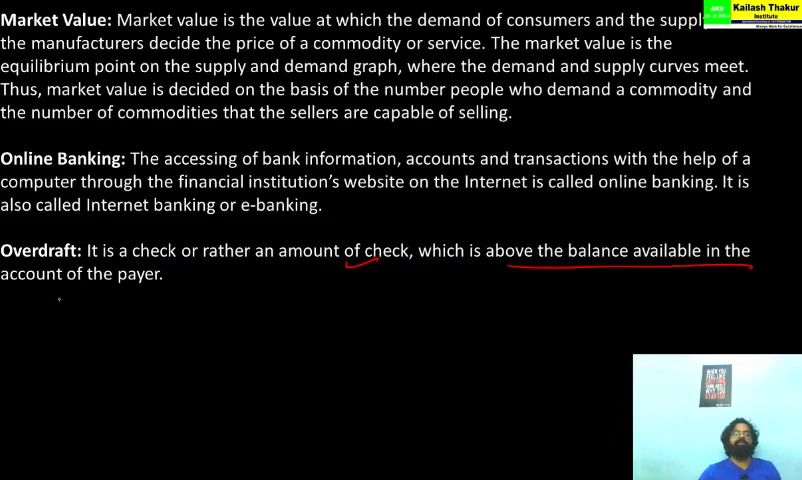 Market Value: Market value is the value at which the demand of consumers and the suppl
the manufacturers decide the price of a commodity or service. The market value is the
equilibrium point on the supply and demand graph, where the demand and supply curves meet.
Thus, market value is decided on the basis of the number people who demand a commodity and
the number of commodities that the sellers are capable of selling.
Online Banking: The accessing of bank information, accounts and transactions with the help of a
computer through the financial institution's website on the Internet is called online banking. It is
also called Internet banking or e-banking.
Overdraft: It is a check or rather an amount of check, which is above the balance available in the
account of the payer.
Kailash Thakur
Institute